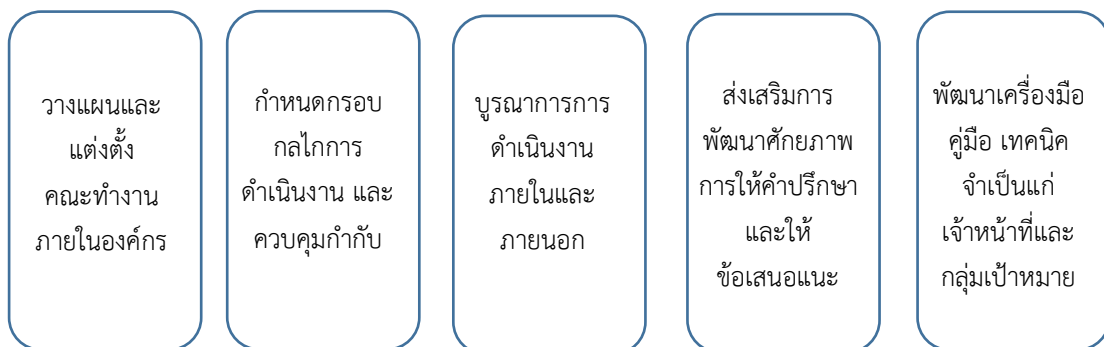 วางแผนและ
แต่งตั้ง
คณะทำงาน
ภายในองค์กร
กำหนดกรอบ
กลไกการ
ดำเนินงาน และ
ควบคุมกำกับ
บูรณาการการ
ดำเนินงาน
ภายในและ
ภายนอก
ส่งเสริมการ
พัฒนาศักยภาพ
การให้คำปรึกษา
และให้
ข้อเสนอแนะ
พัฒนาเครื่องมือ
คู่มือ เทคนิค
จำเป็นแก่
เจ้าหน้าที่และ
กลุ่มเป้าหมาย